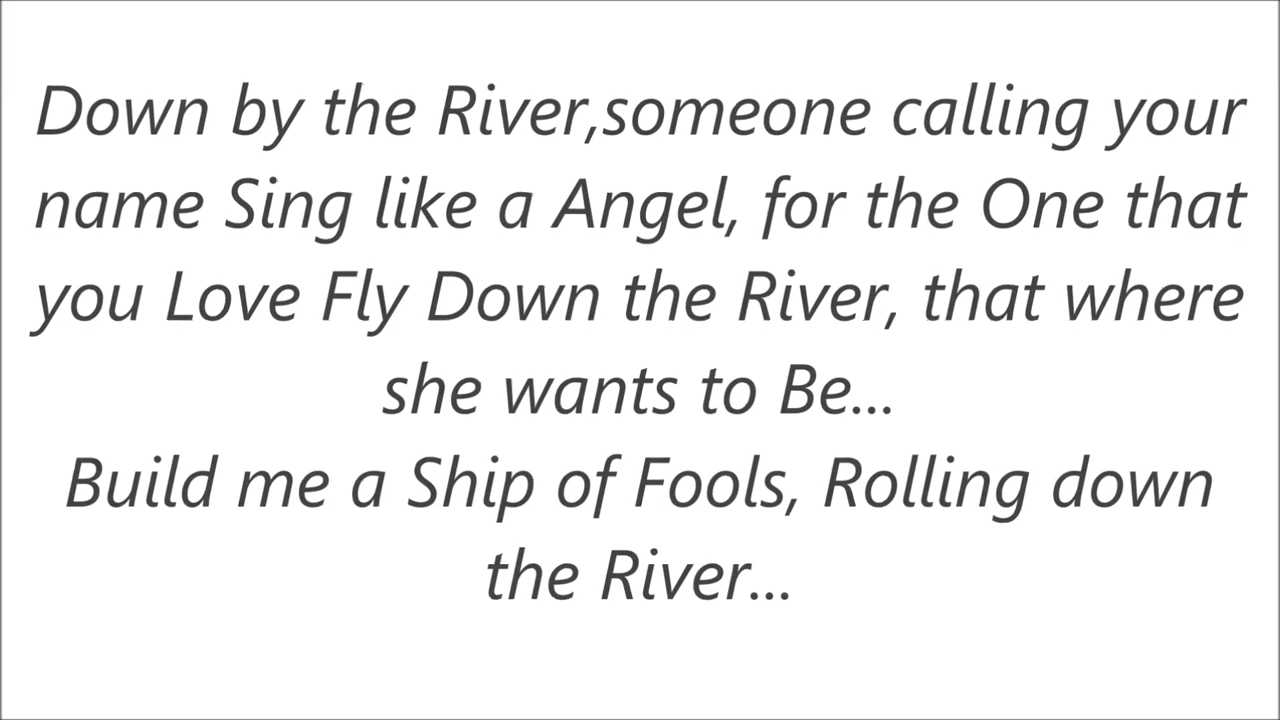 Down by the River,someone calling your
name Sing like a Angel, for the One that
you Love Fly Down the River, that where
she wants to Be...
Build me a Ship of Fools, Rolling down
the River...